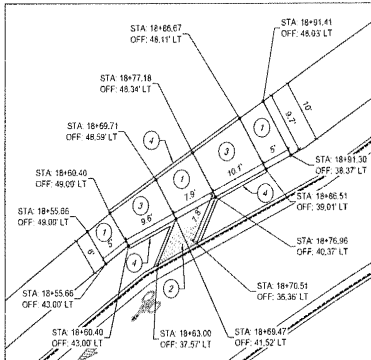 STA: 18+86.67
OFF: 48.11' LT
STA: 18+91.41
OFF: 48.03' LT
STA: 18+77.18
OFF: 48.34' LT
STA: 18+69.71
OFF: 48.59' LT
STA: 18+60.40
OFF: 49.00' LT
STA: 18+55.66
OFF: 49.00' LT
4
1
3
1
3
1
10'
9.7'
5'
10.1'
7.9'
9.6'
5'
6'
4
4
2
STA: 18+91.30
OFF: 38.37' LT
STA: 18+86.51
OFF: 39.01' LT
STA: 18+76.96
OFF: 40.37' LT
STA: 18+70.51
OFF: 35.36' LT
STA: 18+55.66
OFF: 43.00' LT
STA: 18+60.40
OFF: 43.00' LT
STA: 18+63.00
OFF: 37.57' LT
STA: 18+69.47
OFF: 41.52' LT